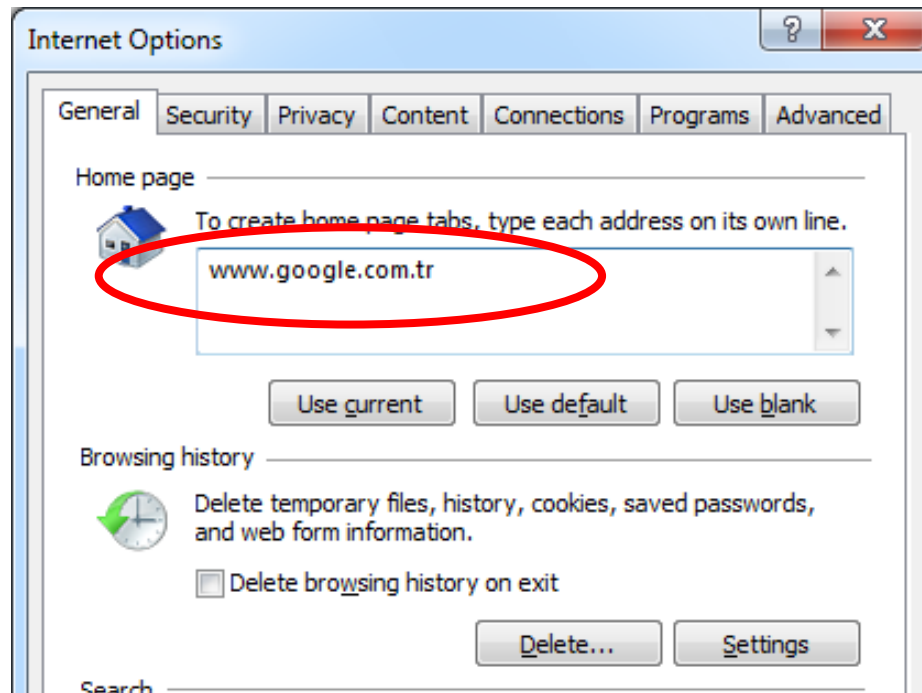 Internet Options
General Security Privacy Content Connections Programs Advanced
Home page
To create home page tabs, type each address on its own line.
www.google.com.tr
Use current Use default Use blank
Browsing history
Delete temporary files, history, cookies, saved passwords,
and web form information.
Delete browsing history on exit
Delete... Settings
Search